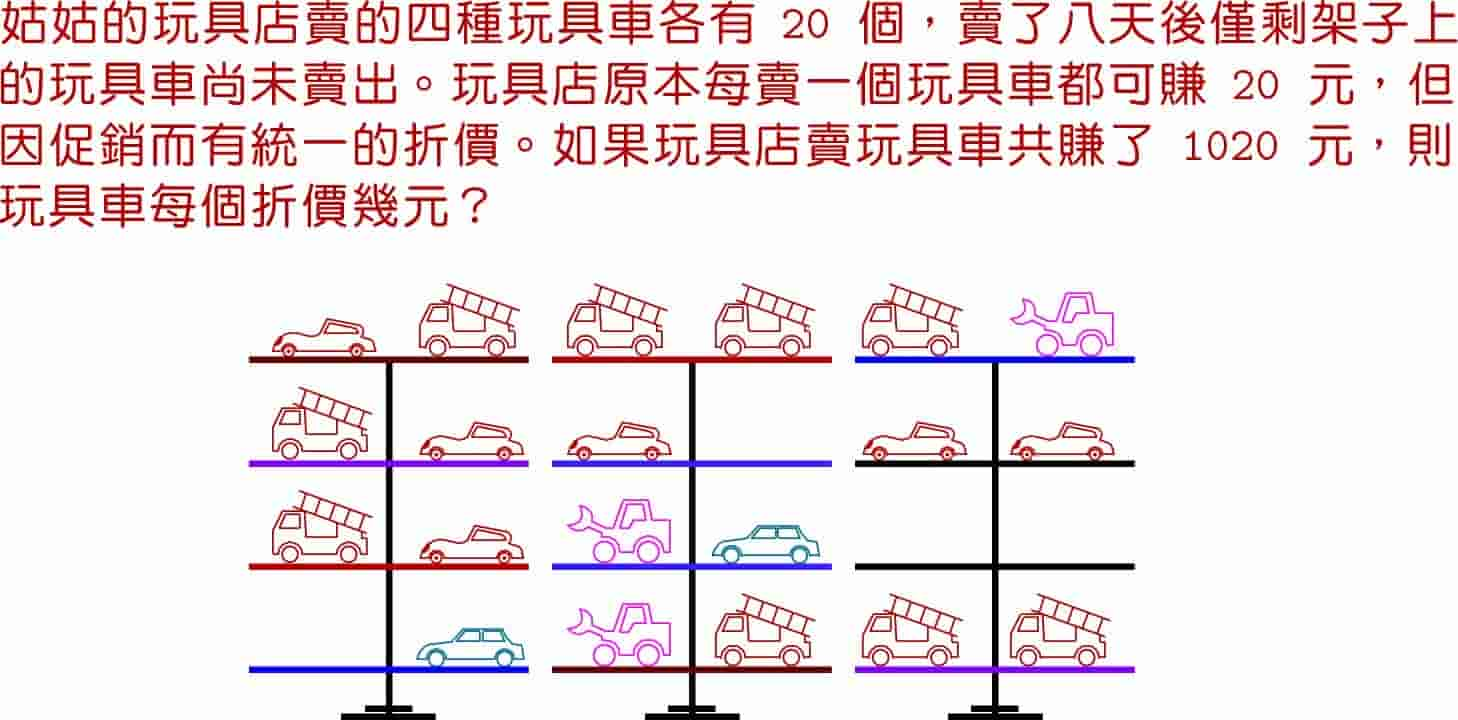 姑姑的玩具店賣的四種玩具車各有 20 個，賣了八天後僅剩架子上
的玩具車尚未賣出。玩具店原本每賣一個玩具車都可賺 20 元，但
因促銷而有統一的折價。如果玩具店賣玩具車共賺了 1020 元，則
玩具車每個折價幾元？